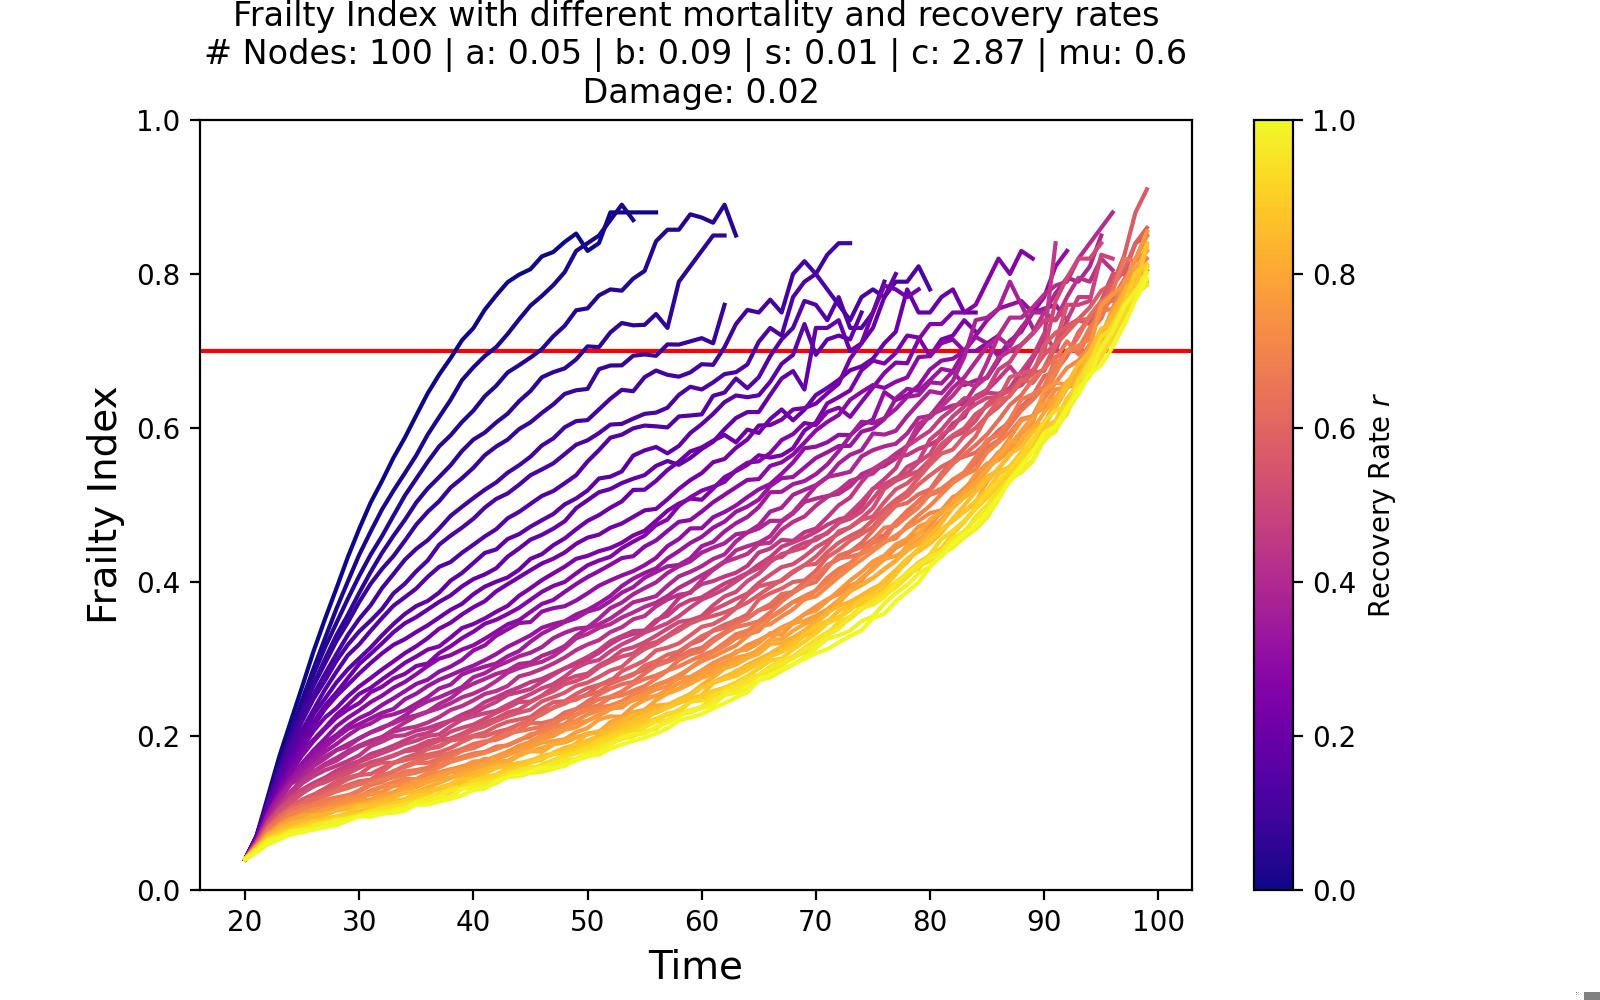 Frailty Index with different mortality and recovery rates
# Nodes: 100 | a: 0.05 | b: 0.09 | s: 0.01 | c: 2.87 | mu: 0.6
Damage: 0.02
1.0
0.8
0.6
0.4
0.2
0.0
Frailty Index
20 30 40 50 60 70 80 90 100
Time
1.0
0.8
0.6
0.4
0.2
0.0
Recovery Rate r